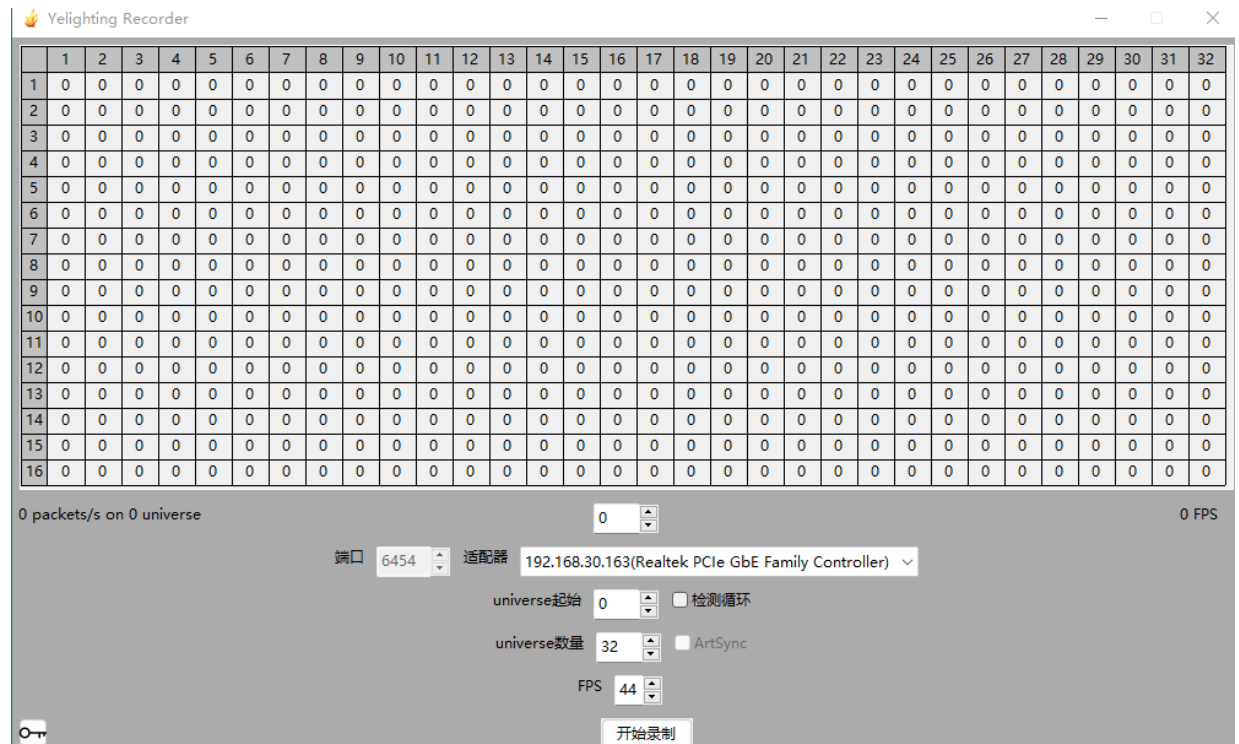 Yelighting Recorder
1 2 3 4 5 6 7 8 9 10 11 12 13 14 15 16 17 18 19 20 21 22 23 24 25 26 27 28 29 30 31 32
1 0 0 0 0 0 0 0 0 0 0 0 0 0 0 0 0 0 0 0 0 0 0 0 0 0 0 0 0 0 0 0 0
2 0 0 0 0 0 0 0 0 0 0 0 0 0 0 0 0 0 0 0 0 0 0 0 0 0 0 0 0 0 0 0 0
3 0 0 0 0 0 0 0 0 0 0 0 0 0 0 0 0 0 0 0 0 0 0 0 0 0 0 0 0 0 0 0 0
4 0 0 0 0 0 0 0 0 0 0 0 0 0 0 0 0 0 0 0 0 0 0 0 0 0 0 0 0 0 0 0 0
5 0 0 0 0 0 0 0 0 0 0 0 0 0 0 0 0 0 0 0 0 0 0 0 0 0 0 0 0 0 0 0 0
6 0 0 0 0 0 0 0 0 0 0 0 0 0 0 0 0 0 0 0 0 0 0 0 0 0 0 0 0 0 0 0 0
7 0 0 0 0 0 0 0 0 0 0 0 0 0 0 0 0 0 0 0 0 0 0 0 0 0 0 0 0 0 0 0 0
8 0 0 0 0 0 0 0 0 0 0 0 0 0 0 0 0 0 0 0 0 0 0 0 0 0 0 0 0 0 0 0 0
9 0 0 0 0 0 0 0 0 0 0 0 0 0 0 0 0 0 0 0 0 0 0 0 0 0 0 0 0 0 0 0 0
10 0 0 0 0 0 0 0 0 0 0 0 0 0 0 0 0 0 0 0 0 0 0 0 0 0 0 0 0 0 0 0 0
11 0 0 0 0 0 0 0 0 0 0 0 0 0 0 0 0 0 0 0 0 0 0 0 0 0 0 0 0 0 0 0 0
12 0 0 0 0 0 0 0 0 0 0 0 0 0 0 0 0 0 0 0 0 0 0 0 0 0 0 0 0 0 0 0 0
13 0 0 0 0 0 0 0 0 0 0 0 0 0 0 0 0 0 0 0 0 0 0 0 0 0 0 0 0 0 0 0 0
14 0 0 0 0 0 0 0 0 0 0 0 0 0 0 0 0 0 0 0 0 0 0 0 0 0 0 0 0 0 0 0 0
15 0 0 0 0 0 0 0 0 0 0 0 0 0 0 0 0 0 0 0 0 0 0 0 0 0 0 0 0 0 0 0 0
16 0 0 0 0 0 0 0 0 0 0 0 0 0 0 0 0 0 0 0 0 0 0 0 0 0 0 0 0 0 0 0 0
0 packets/s on 0 universe 0 0 FPS
端口 6454 适配器 192.168.30.163(Realtek PCIe GbE Family Controller)
universe起始 0 检测循环
universe数量 32 ArtSync
FPS 44
开始录制